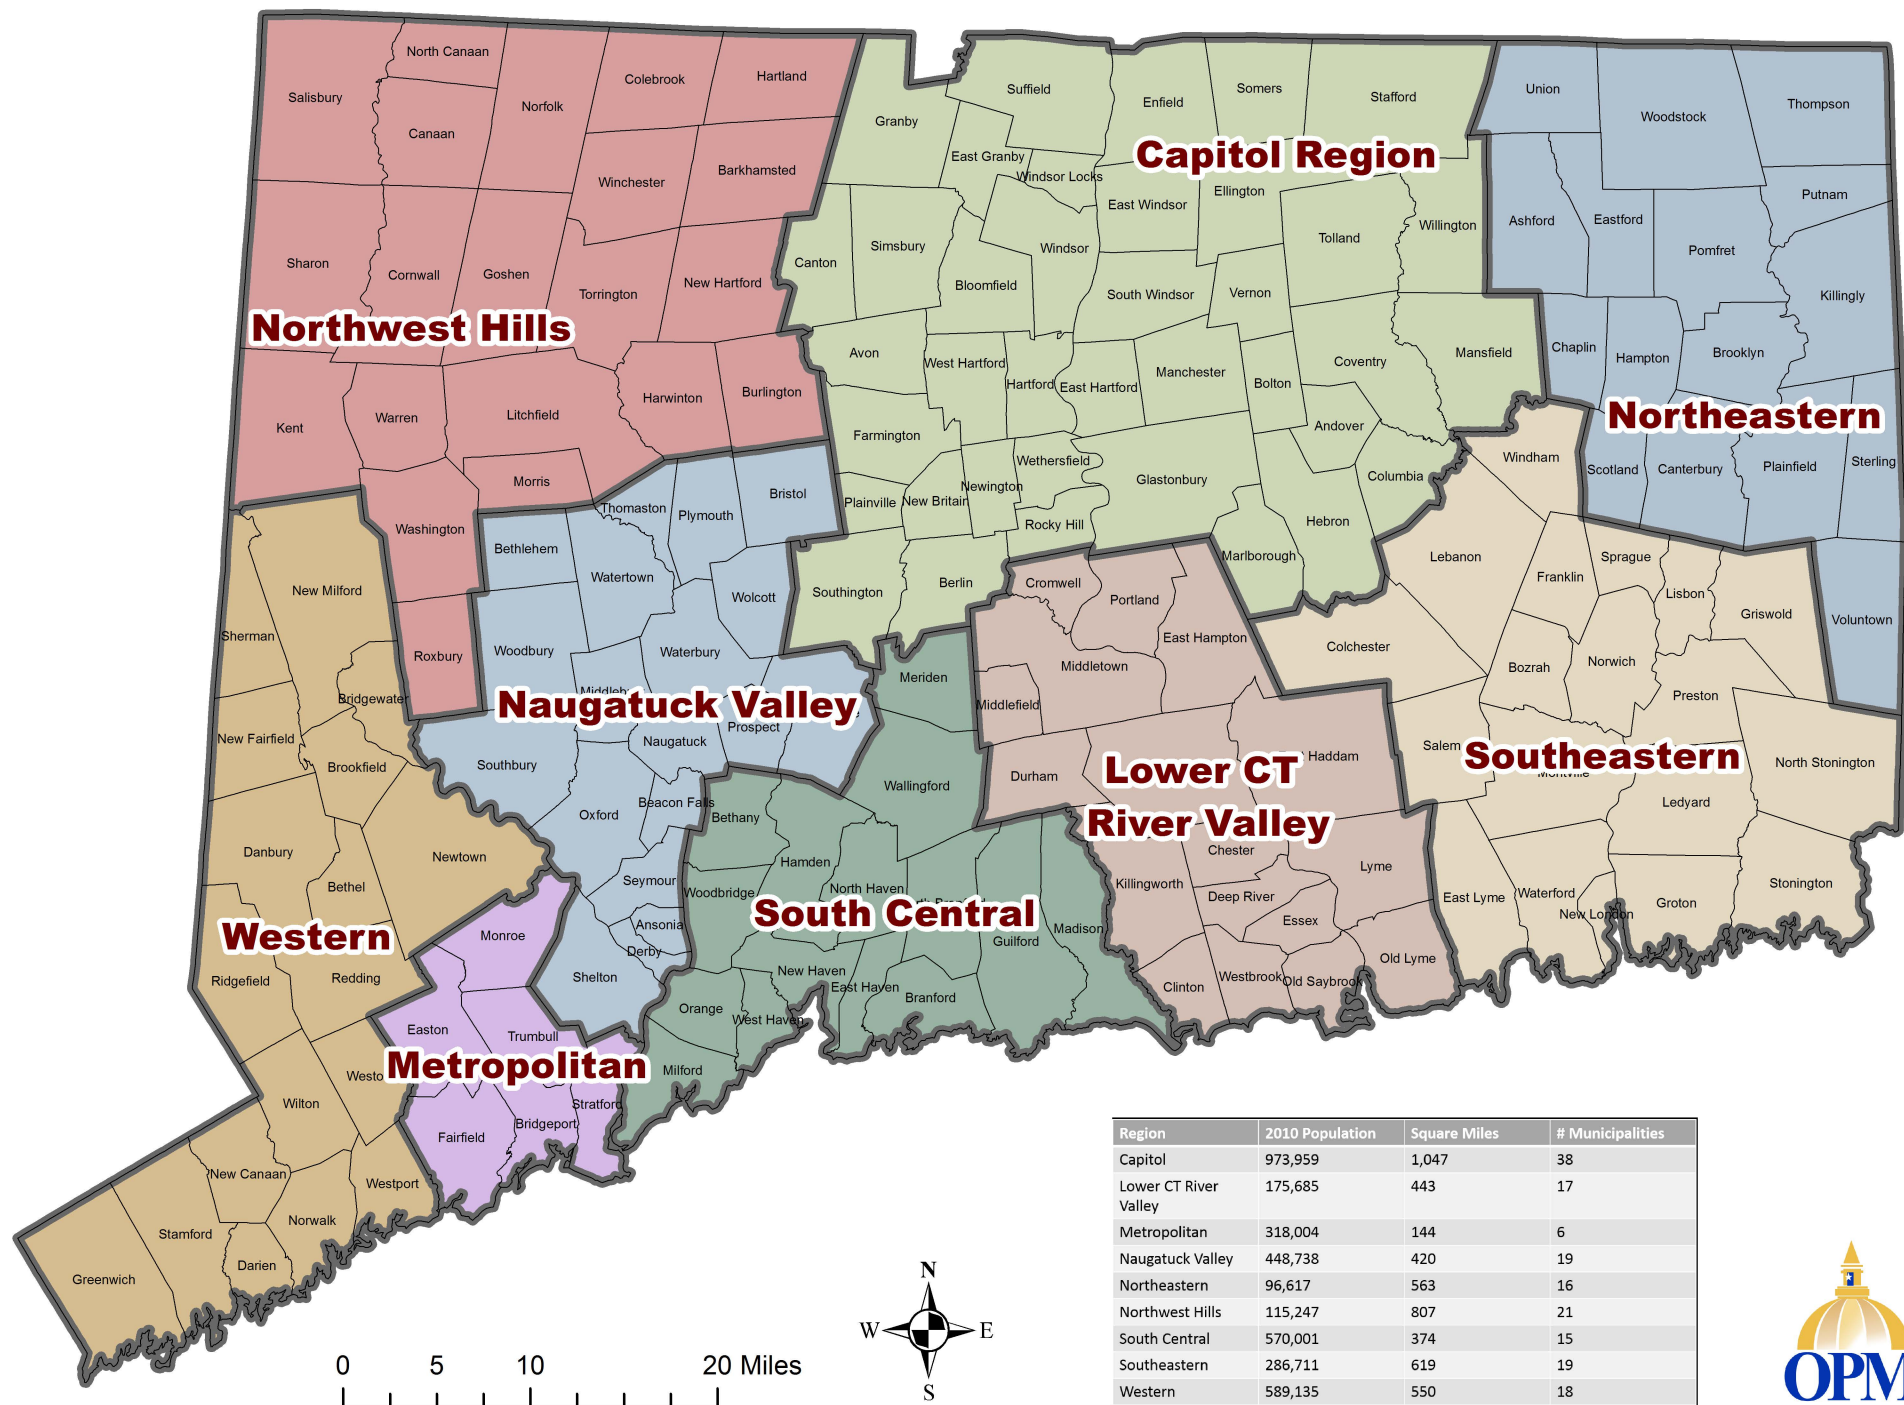 North Canaan
Colebrook
Hartland
Salisbury
Canaan
Norfolk
Winchester
Barkhamsted
Sharon
Cornwall
Goshen
Torrington
New Hartford
Northwest Hills
Kent
Warren
Litchfield
Harwinton
Burlington
Morris
Washington
Roxbury
Suffield
Enfield
Somers
Stafford
Granby
East Granby
Windsor Locks
Capitol Region
East Windsor
Ellington
Willington
Tolland
Canton
Simsbury
Windsor
Bloomfield
South Windsor
Vernon
Avon
West Hartford
Hartford
East Hartford
Manchester
Bolton
Coventry
Mansfield
Farmington
Andover
Wethersfield
Glastonbury
Columbia
Plainville
New Britain
Newington
Rocky Hill
Hebron
Marlborough
Southington
Berlin
Union
Woodstock
Thompson
Putnam
Ashford
Eastford
Pomfret
Killingly
Chaplin
Hampton
Brooklyn
Northeastern
Scotland
Canterbury
Plainfield
Sterling
Voluntown
Bristol
Thomaston
Plymouth
Bethlehem
Watertown
Wolcott
Woodbury
Waterbury
Naugatuck Valley
Prospect
Naugatuck
Southbury
Oxford
Beacon Falls
Seymour
Ansonia
Derby
Shelton
New Milford
Sherman
Bridgewater
New Fairfield
Brookfield
Danbury
Bethel
Newtown
Western
Ridgefield
Redding
Wilton
New Canaan
Westport
Norwalk
Stamford
Darien
Greenwich
Monroe
Easton
Trumbull
Metropolitan
Stratford
Bridgeport
Fairfield
Meriden
Wallingford
Bethany
Hamden
Woodbridge
North Haven
South Central
Guilford
Madison
New Haven
East Haven
Branford
Orange
West Haven
Milford
Cromwell
Portland
East Hampton
Middletown
Middlefield
Durham
Haddam
Lower CT
River Valley
Chester
Lyme
Killingworth
Deep River
Essex
Clinton
Westbrook
Old Saybrook
Old Lyme
Windham
Lebanon
Sprague
Franklin
Lisbon
Griswold
Colchester
Bozrah
Norwich
Preston
Salem
Southeastern
North Stonington
Ledyard
East Lyme
Waterford
New London
Groton
Stonington
Region 2010 Population Square Miles # Municipalities
Capitol 973,959 1,047 38
Lower CT River 175,685 443 17
Valley
Metropolitan 318,004 144 6
Naugatuck Valley 448,738 420 19
Northeastern 96,617 563 16
Northwest Hills 115,247 807 21
South Central 570,001 374 15
Southeastern 286,711 619 19
Western 589,135 550 18
N
W E
S
0 5 10 20 Miles
OPM